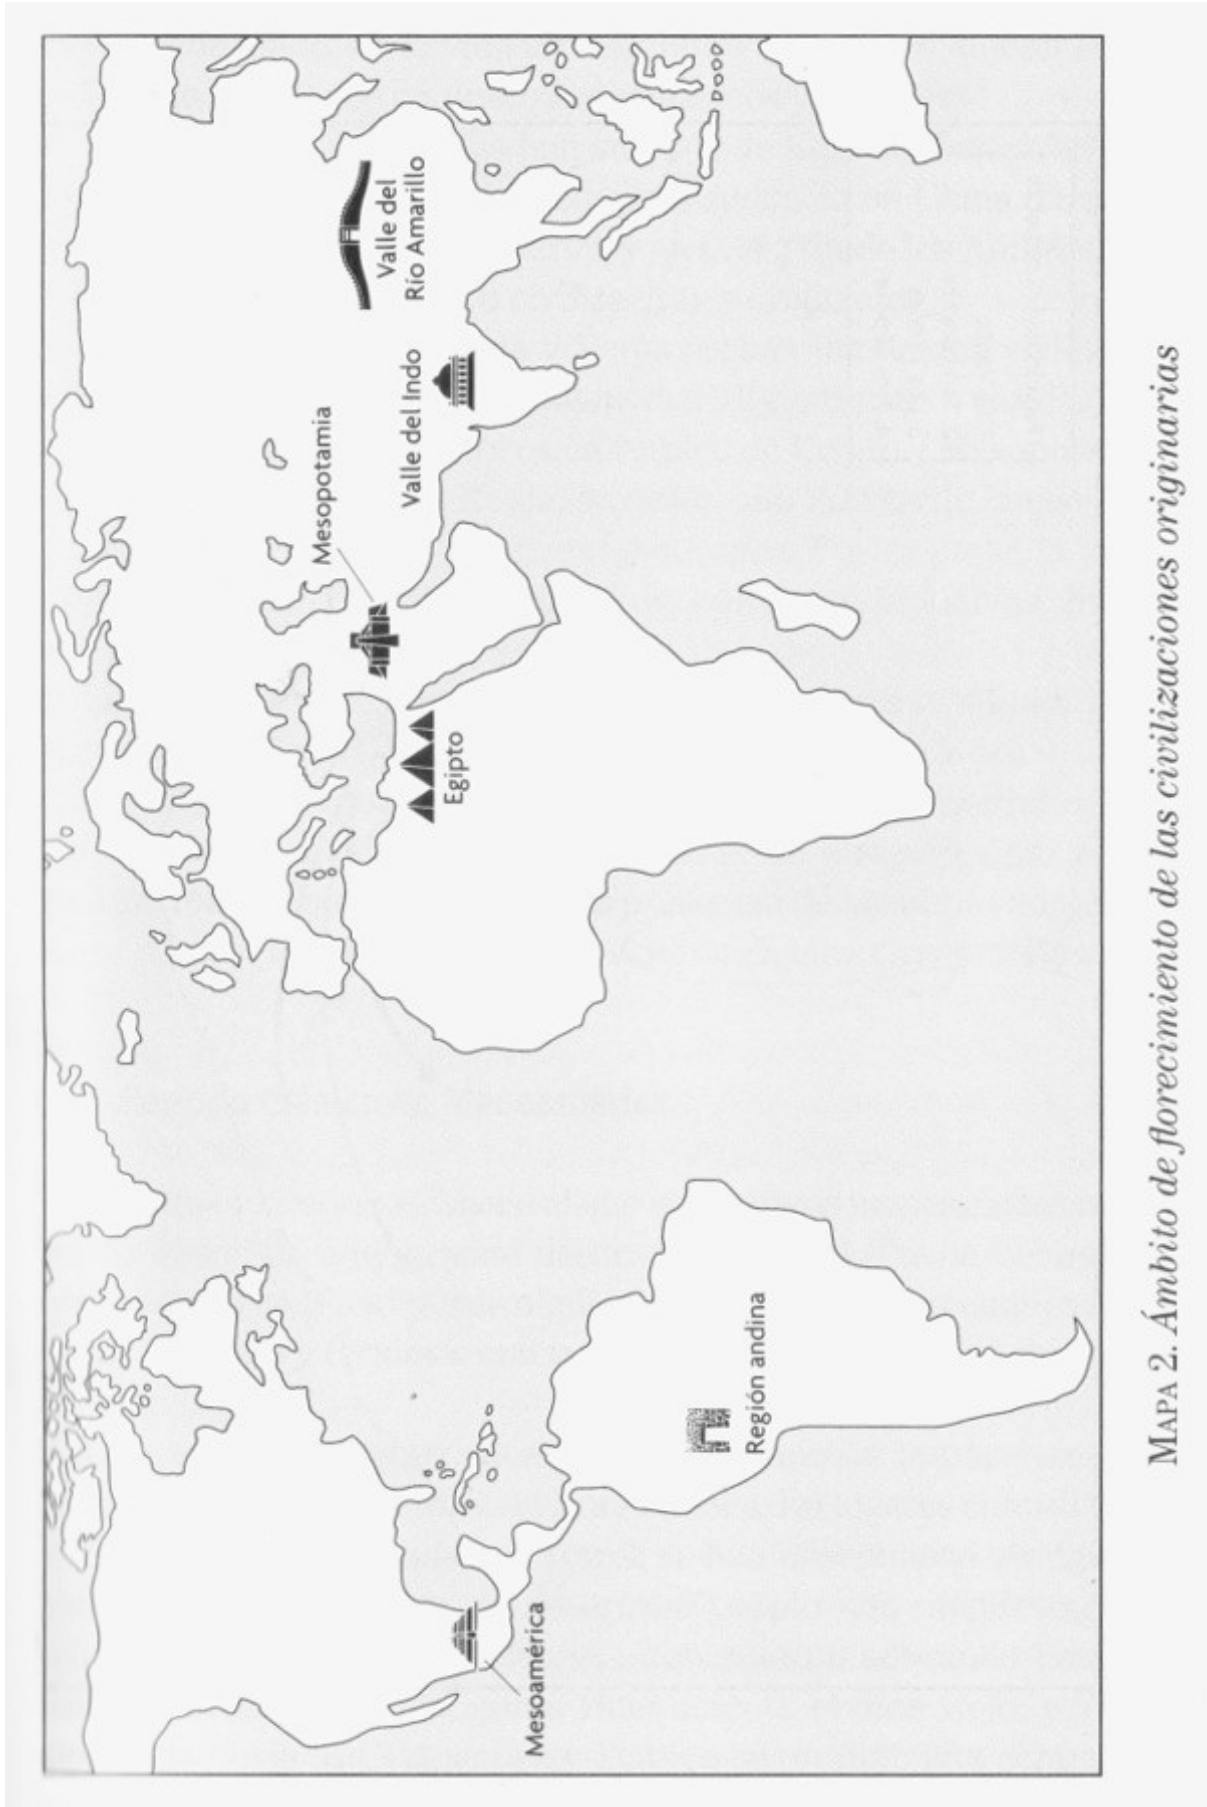 Mesoamérica
Región andina
Egipto
Mesopotamia
Valle del Indo
Valle del
Río Amarillo
MAPA 2. Ámbito de florecimiento de las civilizaciones originarias